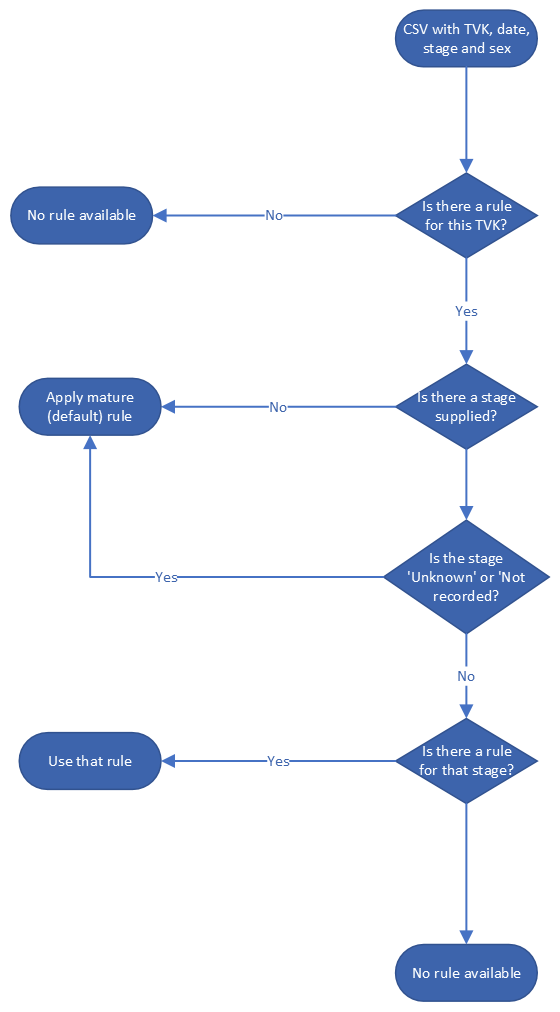 CSV with TVK, date,
stage and sex
Is there a rule
for this TVK?
No
No rule available
Yes
Is there a stage
supplied?
No
Apply mature
(default) rule
Is the stage
'Unknown' or 'Not
recorded?
Yes
No
Is there a rule
for that stage?
Yes
Use that rule
No rule available